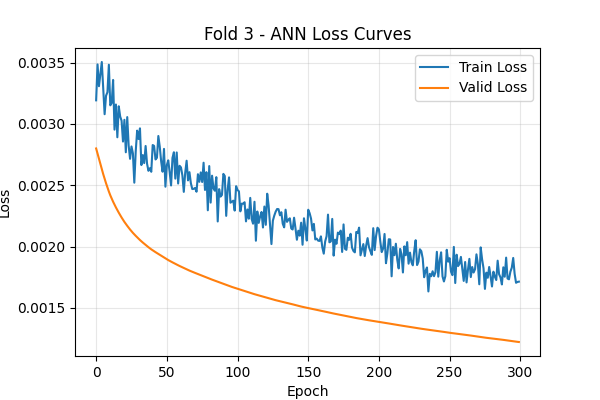 Fold 3 - ANN Loss Curves
Train Loss
Valid Loss
Loss
0.0035
0.0030
0.0025
0.0020
0.0015
0 50 100 150 200 250 300
Epoch